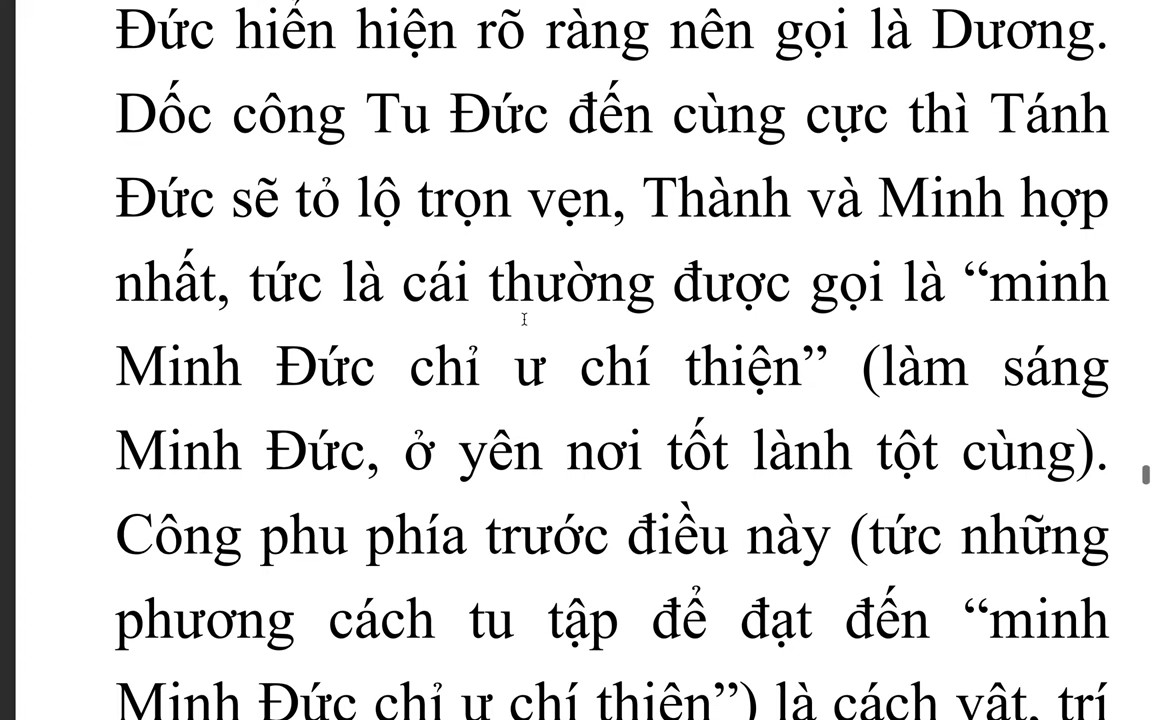 Đức hiển hiện rõ ràng nên gọi là Dương.
Dốc công Tu Đức đến cùng cực thì Tánh
Đức sẽ tỏ lộ trọn vẹn, Thành và Minh hợp
nhất, tức là cái thường được gọi là “minh
Minh Đức chỉ ư chí thiện” (làm sáng
Minh Đức, ở yên nơi tốt lành tột cùng).
Công phu phía trước điều này (tức những
phương cách tu tập để đạt đến “minh
Minh Đức chỉ ư chí thiện”) là cách vật, trí